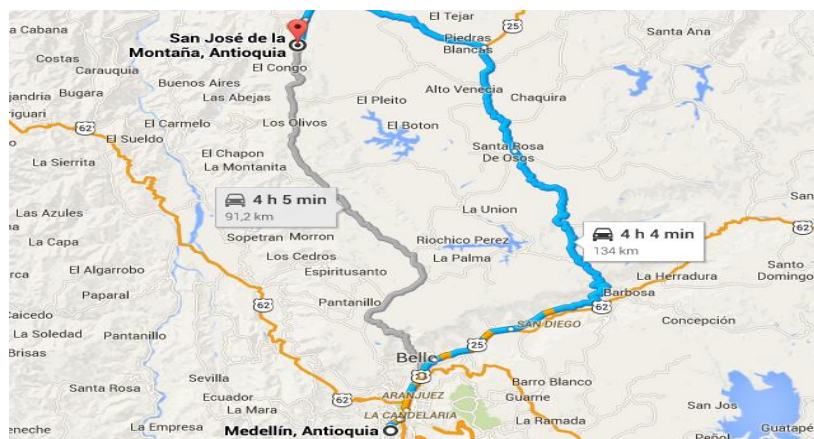 El Tejar
25
Santa Ana
La Cabana
San José de la
Montaña, Antioquia
Piedras
Blancas
Costas
Carauquia
El Congo
Buenos Aires
Bugara
Las Abejas
Alto Venecia
El Pleito
Chaquira
62
El Carmelo
Los Olivos
El Boton
El Sueldo
El Chapon
Santa Rosa
De Osos
La Sierrita
La Montanita
4 h 5 min
91,2 km
Las Azules
La Union
4 h 4 min
134 km
La Capa
Sopetran
Morron
Riochico Perez
Los Cedros
La Palma
El Algarrobo
Espiritusanto
La Herradura
Santo
Domingo
Paparal
Pantanillo
Barbosa
62
62
Caicedo
SAN DIEGO
Concepción
La Soledad
Pantanillo
25
Brisas
Bello
Sevilla
25
Barro Blanco
Santa Rosa
Ecuador
62
ARANJUEZ
Guarne
San Jos
La Mara
LA CANDELARIA
La Ramada
Peñol
Guatapé
La Empresa
Medellín, Antioquia